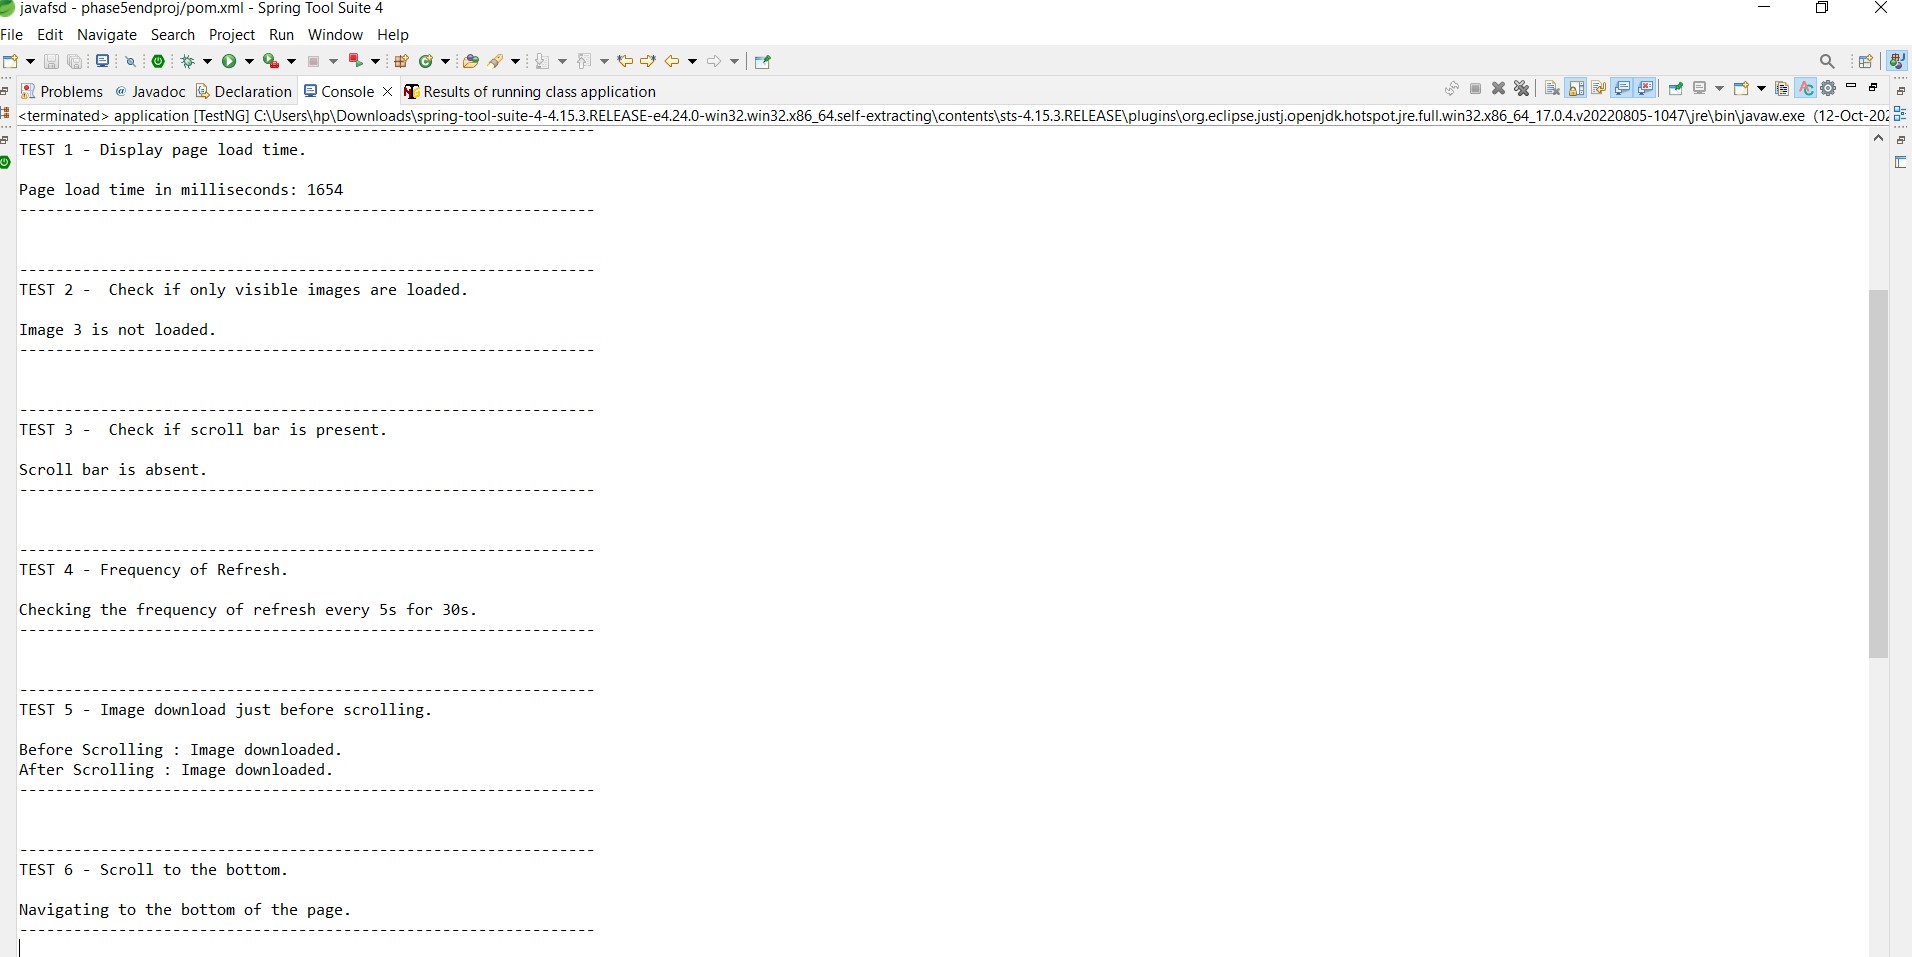 javafsd - phase5endproj/pom.xml - Spring Tool Suite 4
File Edit Navigate Search Project Run Window Help
Problems @ Javadoc Declaration Console Results of running class application
<terminated> application [TestNG] C:\Users\hp\Downloads\spring-tool-suite-4-4.15.3.RELEASE-e4.24.0-win32.win32.x86_64.self-extracting\contents\sts-4.15.3.RELEASE\plugins\org.eclipse.justj.openjdk.hotspot.jre.full.win32.x86_64_17.0.4.v20220805-1047\jre\bin\javaw.exe (12-Oct-202
----------------------------------------------------------------
TEST 1 - Display page load time.
Page load time in milliseconds: 1654
----------------------------------------------------------------
----------------------------------------------------------------
TEST 2 -  Check if only visible images are loaded.
Image 3 is not loaded.
----------------------------------------------------------------
----------------------------------------------------------------
TEST 3 -  Check if scroll bar is present.
Scroll bar is absent.
----------------------------------------------------------------
----------------------------------------------------------------
TEST 4 - Frequency of Refresh.
Checking the frequency of refresh every 5s for 30s.
----------------------------------------------------------------
----------------------------------------------------------------
TEST 5 - Image download just before scrolling.
Before Scrolling : Image downloaded.
After Scrolling : Image downloaded.
----------------------------------------------------------------
----------------------------------------------------------------
TEST 6 - Scroll to the bottom.
Navigating to the bottom of the page.
----------------------------------------------------------------